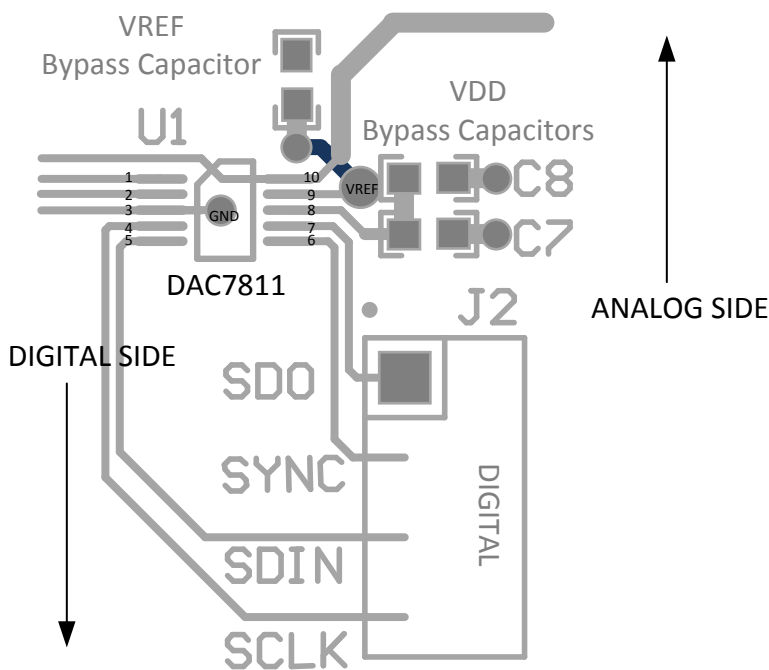 VREF
Bypass Capacitor
VDD
Bypass Capacitors
U1
1
2
3
4
5
10
9
8
7
6
GND
VREF
C8
C7
DAC7811
J2
ANALOG SIDE
DIGITAL SIDE
SDO
SYNC
SDIN
SCLK
DIGITAL